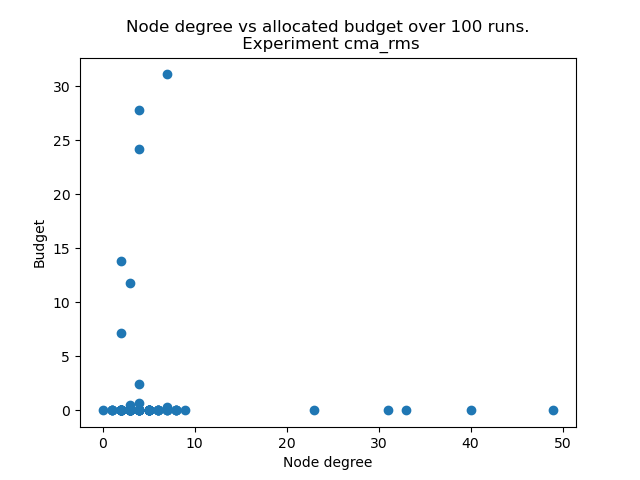 Node degree vs allocated budget over 100 runs.
Experiment cma_rms
30
25
20
15
10
5
0
Budget
0 10 20 30 40 50
Node degree